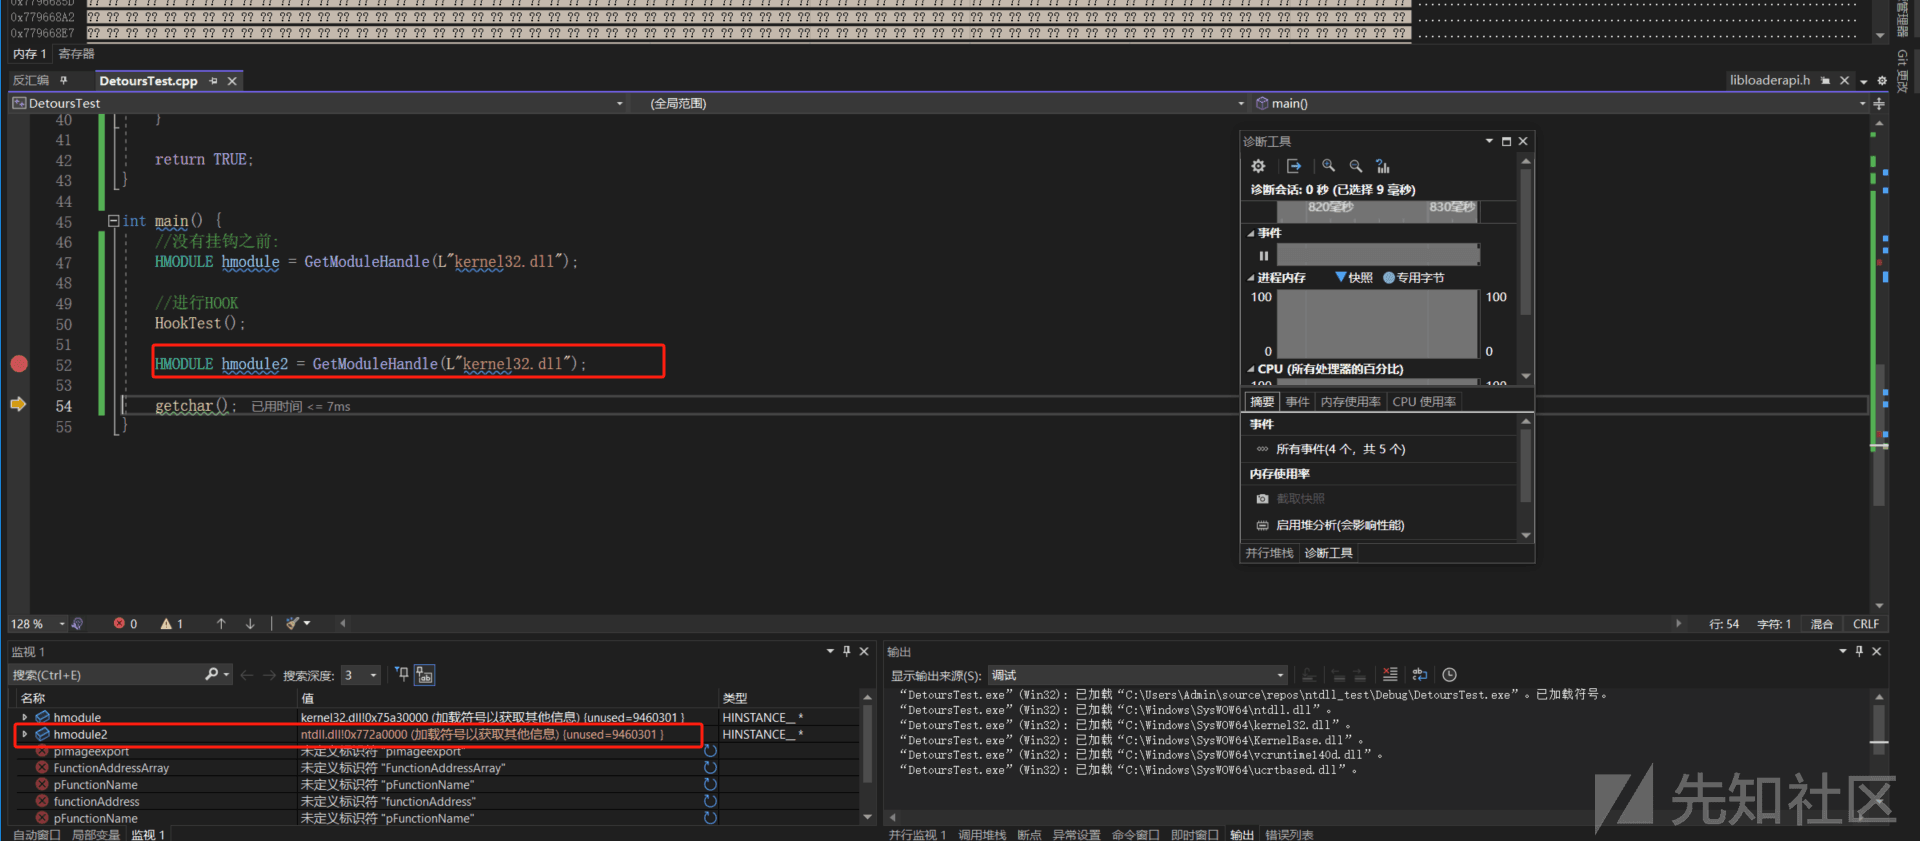 0x7796685D ?? ?? ?? ?? ?? ?? ?? ?? ?? ?? ?? ?? ?? ?? ?? ?? ?? ?? ?? ?? ?? ?? ?? ?? ?? ?? ?? ?? ?? ?? ?? ?? ?? ?? ?? ?? ??
0x779668A2 ?? ?? ?? ?? ?? ?? ?? ?? ?? ?? ?? ?? ?? ?? ?? ?? ?? ?? ?? ?? ?? ?? ?? ?? ?? ?? ?? ?? ?? ?? ?? ?? ?? ?? ?? ?? ??
0x779668E7 ?? ?? ?? ?? ?? ?? ?? ?? ?? ?? ?? ?? ?? ?? ?? ?? ?? ?? ?? ?? ?? ?? ?? ?? ?? ?? ?? ?? ?? ?? ?? ?? ?? ?? ?? ?? ??
内存 1 寄存器
管理器
Git 更改
反汇编 DetoursTest.cpp libloaderapi.h
DetoursTest (全局范围) main()
40 }
41
42 return TRUE;
43 }
44
45 int main() {
46 //没有挂钩之前:
47 HMODULE hmodule = GetModuleHandle(L"kernel32.dll");
48
49 //进行HOOK
50 HookTest();
51
52 HMODULE hmodule2 = GetModuleHandle(L"kernel32.dll");
53
54 getchar(); 已用时间 <= 7ms
55 }
诊断工具
诊断会话: 0 秒 (已选择 9 毫秒)
820毫秒 830毫秒
事件
进程内存 快照 专用字节
100 100
0 0
CPU (所有处理器的百分比)
100 100
摘要 事件 内存使用率 CPU 使用率
事件
所有事件(4 个，共 5 个)
内存使用率
截取快照
启用堆分析(会影响性能)
并行堆栈 诊断工具
128 % 0 1 行: 54 字符: 1 混合 CRLF
监视 1
搜索(Ctrl+E) 搜索深度: 3
名称 值 类型
hmodule kernel32.dll!0x75a30000 (加载符号以获取其他信息) {unused=9460301 } HINSTANCE__ *
hmodule2 ntdll.dll!0x772a0000 (加载符号以获取其他信息) {unused=9460301 } HINSTANCE__ *
pimageexport 未定义标识符 "pimageexport"
FunctionAddressArray 未定义标识符 "FunctionAddressArray"
pFunctionName 未定义标识符 "pFunctionName"
functionAddress 未定义标识符 "functionAddress"
pFunctionName 未定义标识符 "pFunctionName"
自动窗口 局部变量 监视 1
输出
显示输出来源(S): 调试
“DetoursTest.exe”(Win32): 已加载“C:\Users\Admin\source\repos\ntdll_test\Debug\DetoursTest.exe”。已加载符号。
“DetoursTest.exe”(Win32): 已加载“C:\Windows\SysWOW64\ntdll.dll”。
“DetoursTest.exe”(Win32): 已加载“C:\Windows\SysWOW64\kernel32.dll”。
“DetoursTest.exe”(Win32): 已加载“C:\Windows\SysWOW64\KernelBase.dll”。
“DetoursTest.exe”(Win32): 已加载“C:\Windows\SysWOW64\vcruntime140d.dll”。
“DetoursTest.exe”(Win32): 已加载“C:\Windows\SysWOW64\ucrtbased.dll”。
并行监视 1 调用堆栈 断点 异常设置 命令窗口 即时窗口 输出 错误列表
先知社区